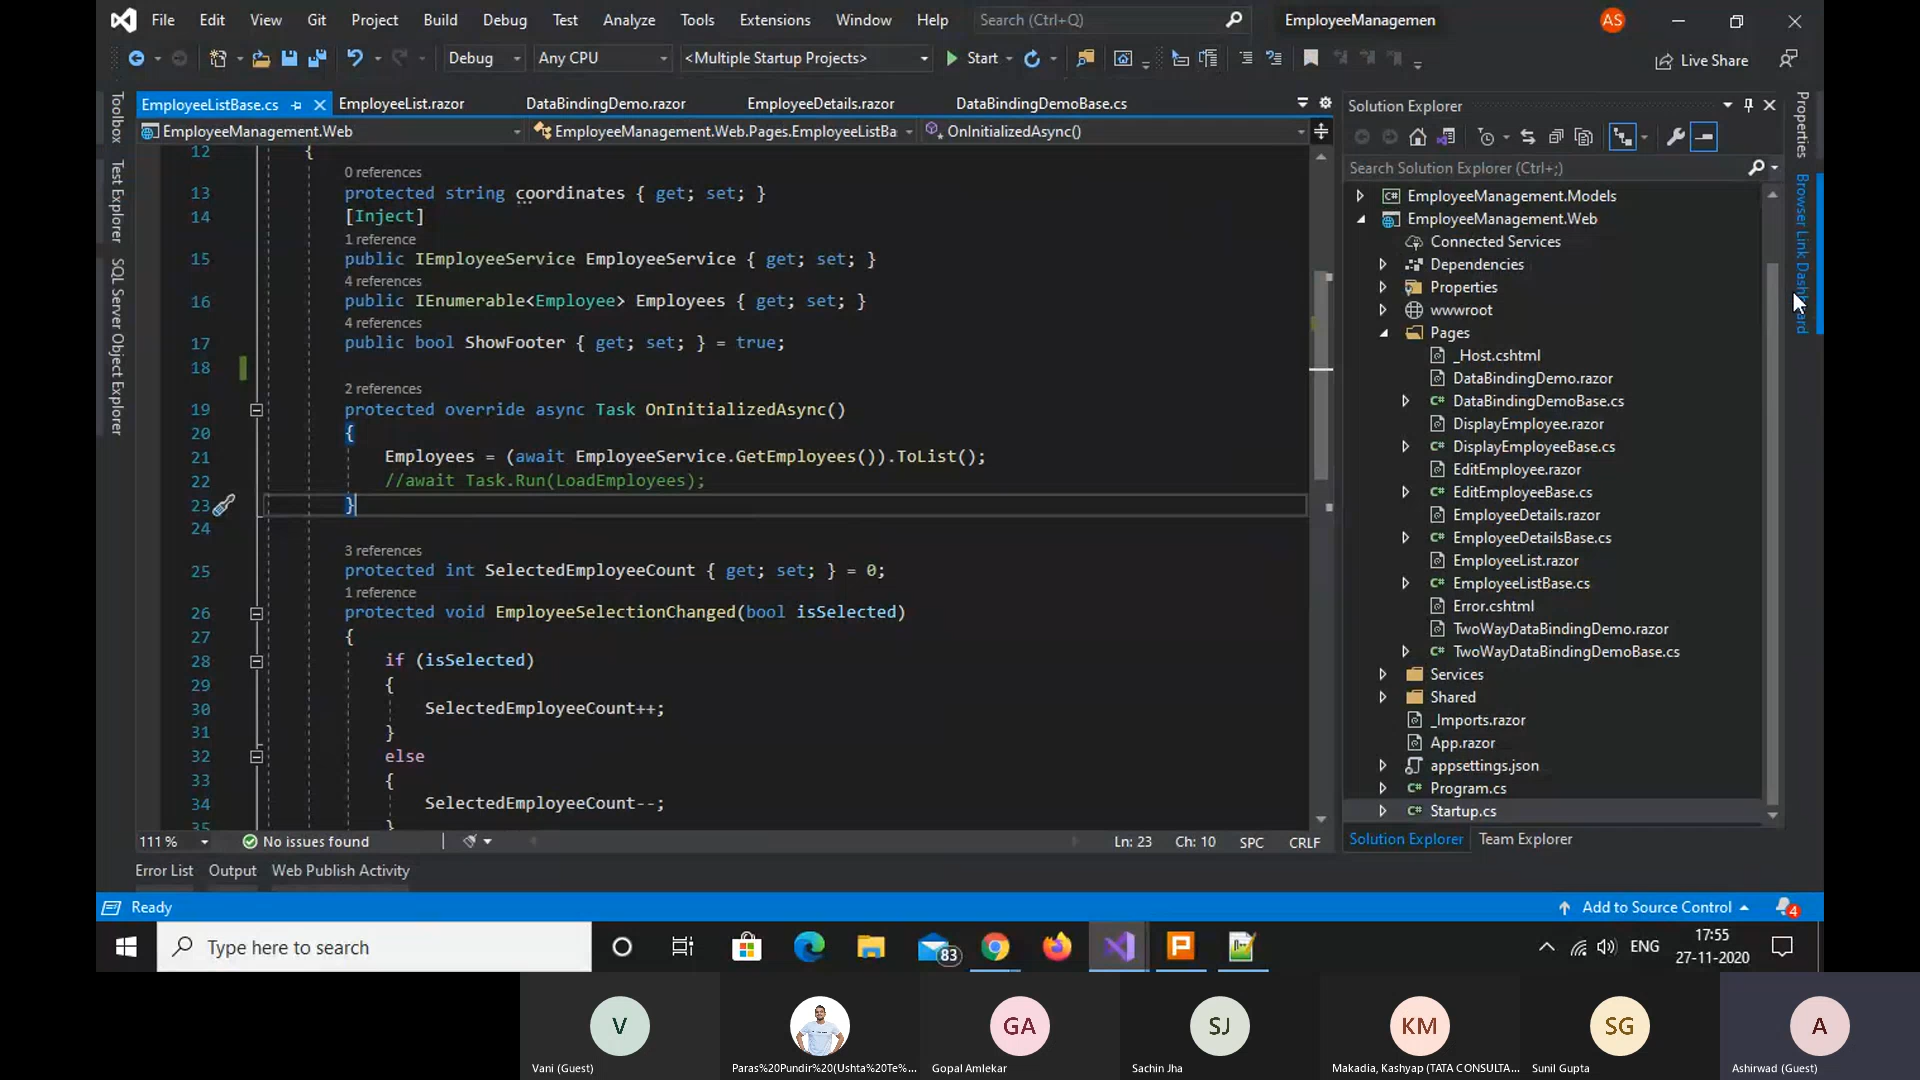 File Edit View Git Project Build Debug Test Analyze Tools Extensions Window Help Search (Ctrl+Q) EmployeeManagemen AS
Debug Any CPU <Multiple Startup Projects> Start Live Share
EmployeeListBase.cs EmployeeList.razor DataBindingDemo.razor EmployeeDetails.razor DataBindingDemoBase.cs
EmployeeManagement.Web EmployeeManagement.Web.Pages.EmployeeListBa OnInitializedAsync()
Toolbox
Test Explorer
SQL Server Object Explorer
12 {
0 references
13 protected string coordinates { get; set; }
14 [Inject]
1 reference
15 public IEmployeeService EmployeeService { get; set; }
4 references
16 public IEnumerable<Employee> Employees { get; set; }
4 references
17 public bool ShowFooter { get; set; } = true;
18
2 references
19 protected override async Task OnInitializedAsync()
20 {
21 Employees = (await EmployeeService.GetEmployees()).ToList();
22 //await Task.Run(LoadEmployees);
23 }
24
3 references
25 protected int SelectedEmployeeCount { get; set; } = 0;
1 reference
26 protected void EmployeeSelectionChanged(bool isSelected)
27 {
28 if (isSelected)
29 {
30 SelectedEmployeeCount++;
31 }
32 else
33 {
34 SelectedEmployeeCount--;
35 }
111 % No issues found Ln: 23 Ch: 10 SPC CRLF
Error List Output Web Publish Activity
Solution Explorer
Search Solution Explorer (Ctrl+;)
EmployeeManagement.Models
EmployeeManagement.Web
Connected Services
Dependencies
Properties
wwwroot
Pages
_Host.cshtml
DataBindingDemo.razor
DataBindingDemoBase.cs
DisplayEmployee.razor
DisplayEmployeeBase.cs
EditEmployee.razor
EditEmployeeBase.cs
EmployeeDetails.razor
EmployeeDetailsBase.cs
EmployeeList.razor
EmployeeListBase.cs
Error.cshtml
TwoWayDataBindingDemo.razor
TwoWayDataBindingDemoBase.cs
Services
Shared
_Imports.razor
App.razor
appsettings.json
Program.cs
Startup.cs
Solution Explorer Team Explorer
Properties
Browser Link Dashboard
Ready Add to Source Control 4
Type here to search 83 ENG 17:55
27-11-2020
V GA SJ KM SG A
Vani (Guest) Paras%20Pundir%20(Ushta%20Te%... Gopal Amlekar Sachin Jha Makadia, Kashyap (TATA CONSULTA... Sunil Gupta Ashirwad (Guest)